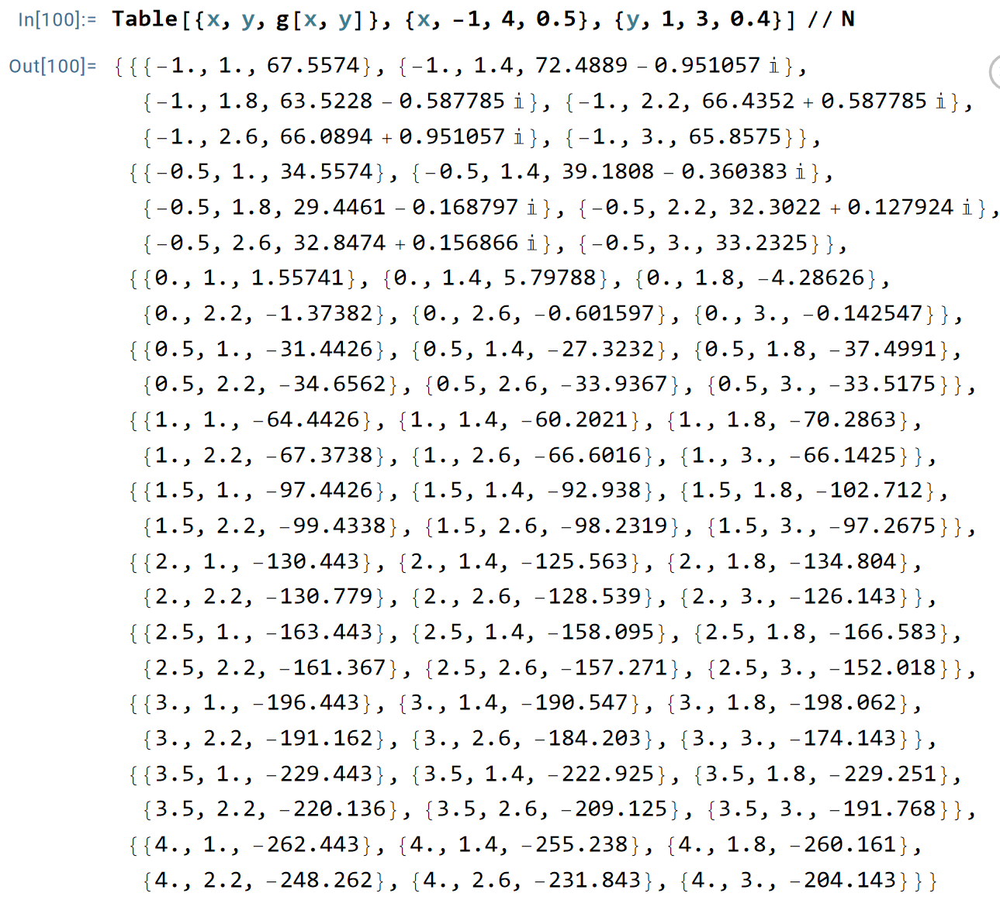 In[100]:= Table[{x, y, g[x, y]}, {x, -1, 4, 0.5}, {y, 1, 3, 0.4}] // N
Out[100]= {{{-1., 1., 67.5574}, {-1., 1.4, 72.4889 - 0.951057 ⅈ},
{-1., 1.8, 63.5228 - 0.587785 ⅈ}, {-1., 2.2, 66.4352 + 0.587785 ⅈ},
{-1., 2.6, 66.0894 + 0.951057 ⅈ}, {-1., 3., 65.8575}},
{{-0.5, 1., 34.5574}, {-0.5, 1.4, 39.1808 - 0.360383 ⅈ},
{-0.5, 1.8, 29.4461 - 0.168797 ⅈ}, {-0.5, 2.2, 32.3022 + 0.127924 ⅈ},
{-0.5, 2.6, 32.8474 + 0.156866 ⅈ}, {-0.5, 3., 33.2325}},
{{0., 1., 1.55741}, {0., 1.4, 5.79788}, {0., 1.8, -4.28626},
{0., 2.2, -1.37382}, {0., 2.6, -0.601597}, {0., 3., -0.142547}},
{{0.5, 1., -31.4426}, {0.5, 1.4, -27.3232}, {0.5, 1.8, -37.4991},
{0.5, 2.2, -34.6562}, {0.5, 2.6, -33.9367}, {0.5, 3., -33.5175}},
{{1., 1., -64.4426}, {1., 1.4, -60.2021}, {1., 1.8, -70.2863},
{1., 2.2, -67.3738}, {1., 2.6, -66.6016}, {1., 3., -66.1425}},
{{1.5, 1., -97.4426}, {1.5, 1.4, -92.938}, {1.5, 1.8, -102.712},
{1.5, 2.2, -99.4338}, {1.5, 2.6, -98.2319}, {1.5, 3., -97.2675}},
{{2., 1., -130.443}, {2., 1.4, -125.563}, {2., 1.8, -134.804},
{2., 2.2, -130.779}, {2., 2.6, -128.539}, {2., 3., -126.143}},
{{2.5, 1., -163.443}, {2.5, 1.4, -158.095}, {2.5, 1.8, -166.583},
{2.5, 2.2, -161.367}, {2.5, 2.6, -157.271}, {2.5, 3., -152.018}},
{{3., 1., -196.443}, {3., 1.4, -190.547}, {3., 1.8, -198.062},
{3., 2.2, -191.162}, {3., 2.6, -184.203}, {3., 3., -174.143}},
{{3.5, 1., -229.443}, {3.5, 1.4, -222.925}, {3.5, 1.8, -229.251},
{3.5, 2.2, -220.136}, {3.5, 2.6, -209.125}, {3.5, 3., -191.768}},
{{4., 1., -262.443}, {4., 1.4, -255.238}, {4., 1.8, -260.161},
{4., 2.2, -248.262}, {4., 2.6, -231.843}, {4., 3., -204.143}}}